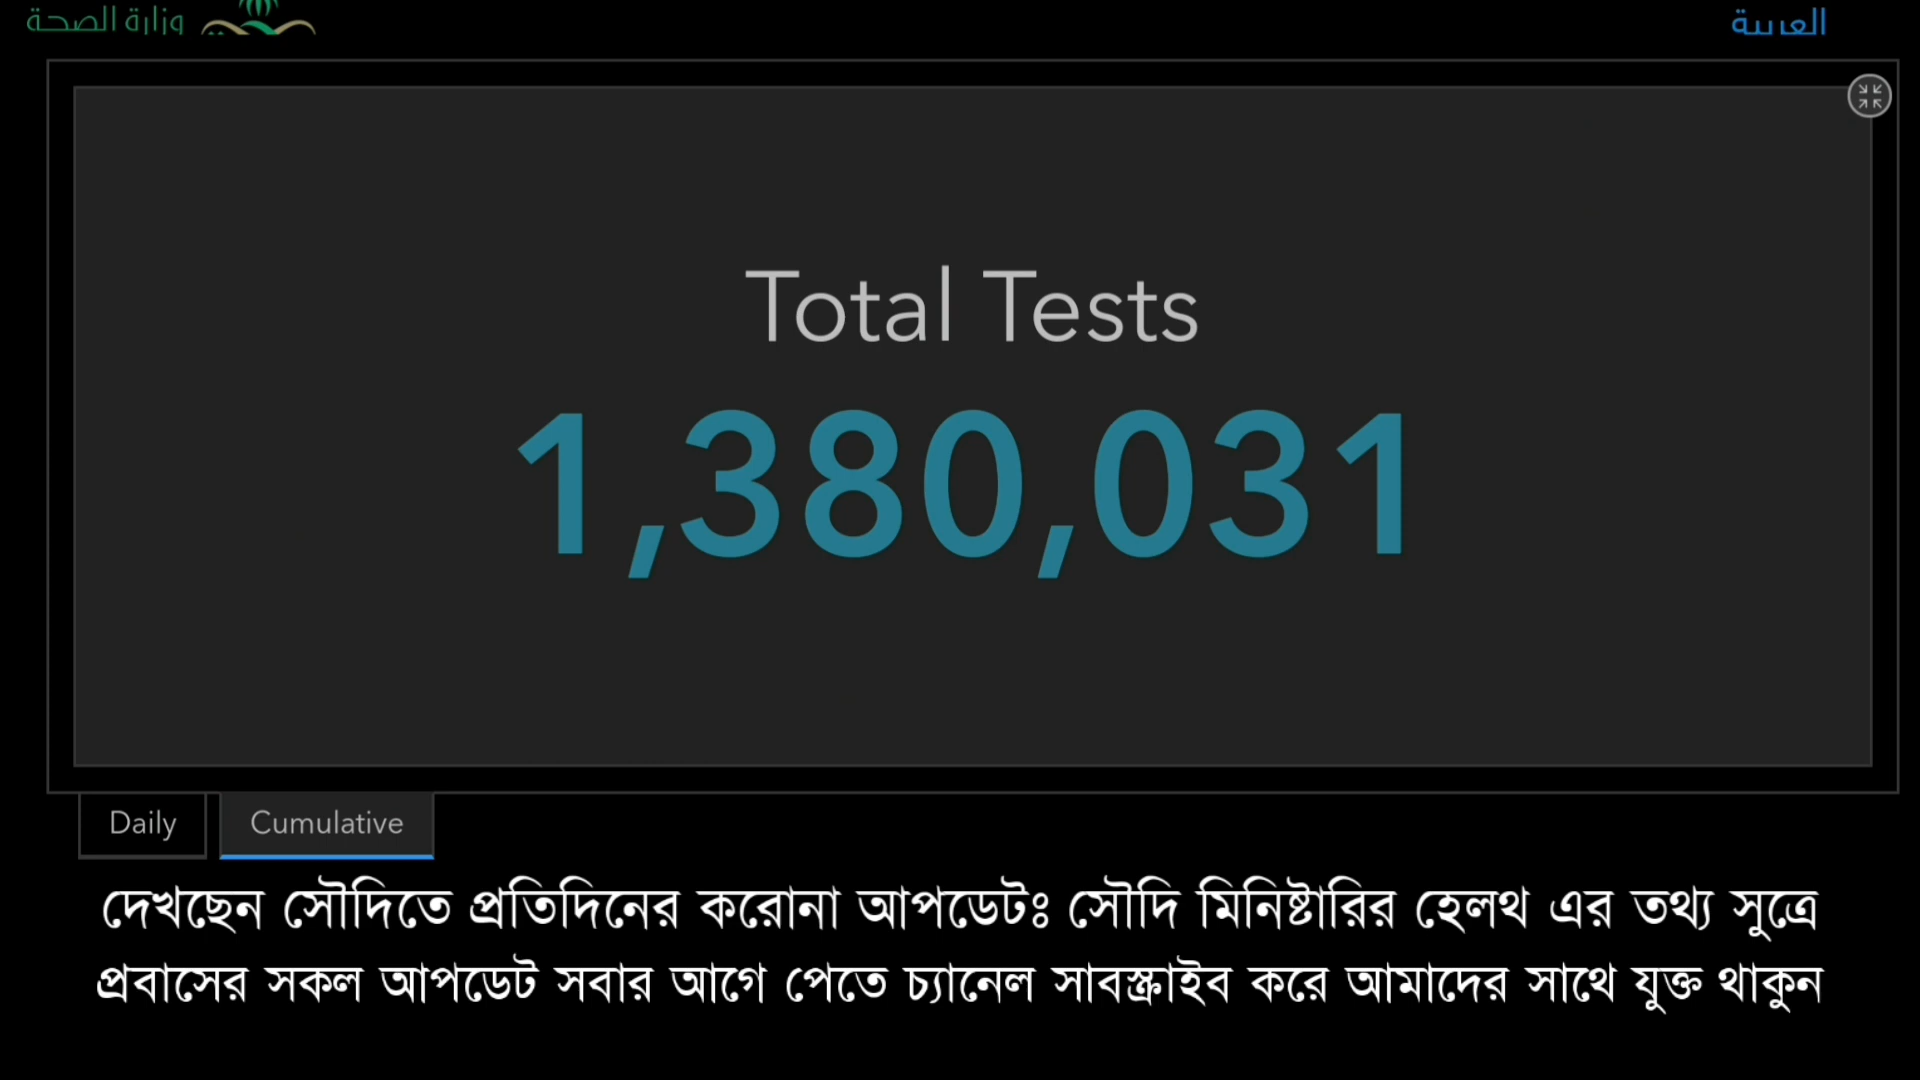 وزارة الصحة
العربية
Total Tests
1,380,031
Daily
Cumulative
দেখছেন সৌদিতে প্রতিদিনের করোনা আপডেটঃ সৌদি মিনিষ্টারির হেলথ এর তথ্য সুত্রে
প্রবাসের সকল আপডেট সবার আগে পেতে চ্যানেল সাবস্ক্রাইব করে আমাদের সাথে যুক্ত থাকুন